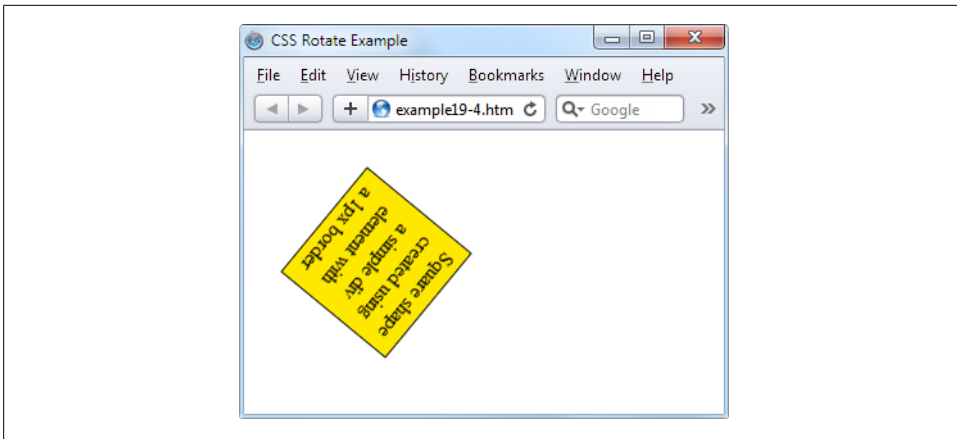 CSS Rotate Example
File Edit View History Bookmarks Window Help
example19-4.htm Google
Square shape
created using
a simple div
element with
a 1px border